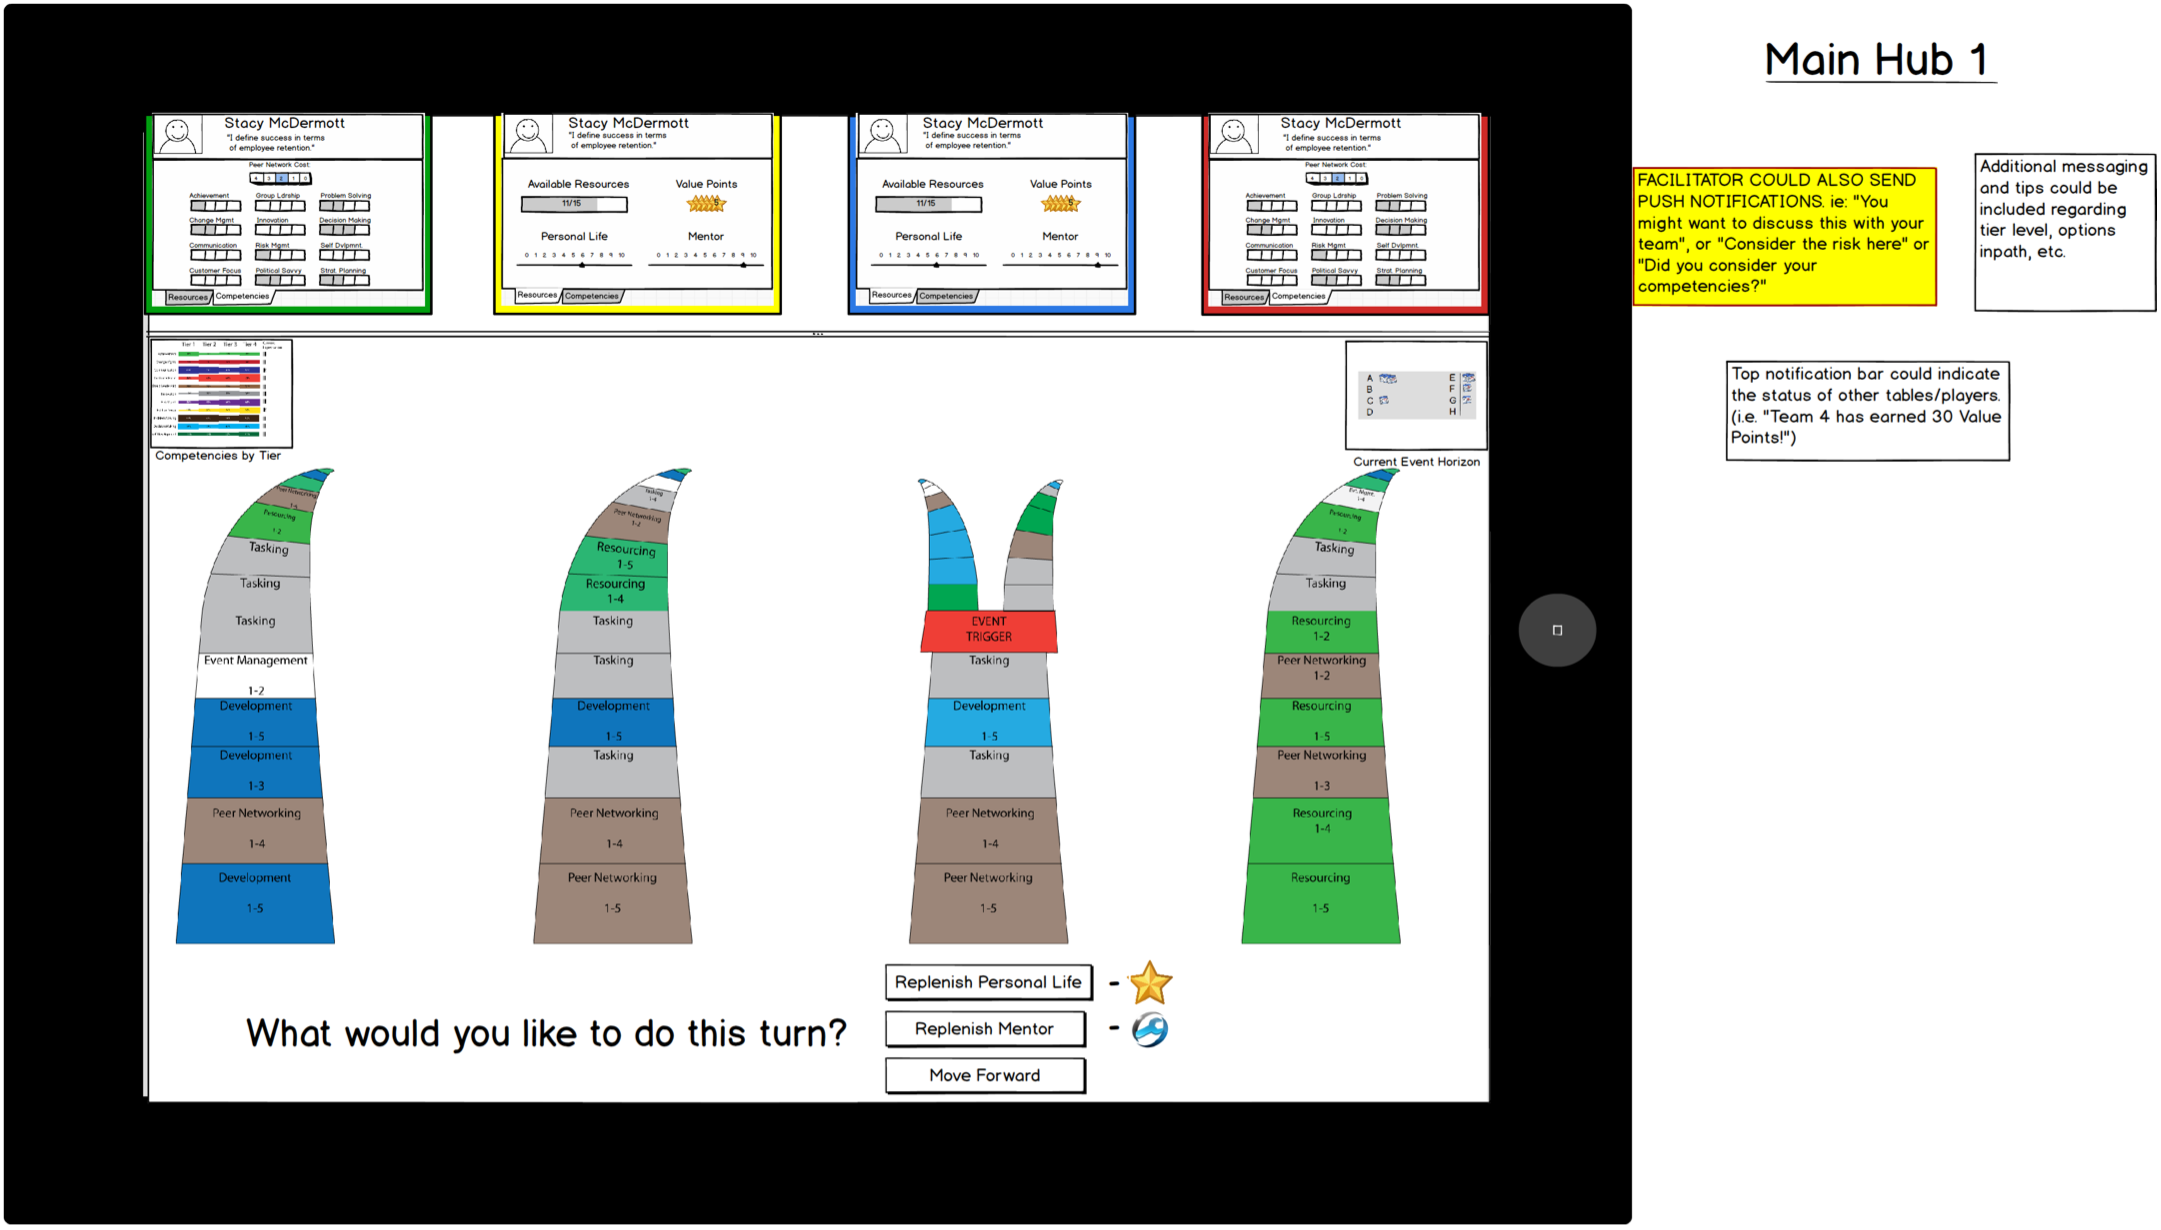 Main Hub 1
Stacy McDermott
"I define success in terms
of employee retention."
Peer Network Cost
4 3 2 1 0
Achievement Group Ldrship Problem Solving
Change Mgmt Innovation Decision Making
Communication Risk Mgmt Self Dvlpmnt.
Customer Focus Political Savvy Strat. Planning
Resources Competencies
Stacy McDermott
"I define success in terms
of employee retention."
Available Resources Value Points
11/15 5
Personal Life Mentor
0 1 2 3 4 5 6 7 8 9 10 0 1 2 3 4 5 6 7 8 9 10
Resources Competencies
Stacy McDermott
"I define success in terms
of employee retention."
Available Resources Value Points
11/15 5
Personal Life Mentor
0 1 2 3 4 5 6 7 8 9 10 0 1 2 3 4 5 6 7 8 9 10
Resources Competencies
Stacy McDermott
"I define success in terms
of employee retention."
Peer Network Cost
4 3 2 1 0
Achievement Group Ldrship Problem Solving
Change Mgmt Innovation Decision Making
Communication Risk Mgmt Self Dvlpmnt.
Customer Focus Political Savvy Strat. Planning
Resources Competencies
FACILITATOR COULD ALSO SEND
PUSH NOTIFICATIONS. ie: "You
might want to discuss this with your
team", or "Consider the risk here" or
"Did you consider your
competencies?"
Additional messaging
and tips could be
included regarding
tier level, options
inpath, etc.
Top notification bar could indicate
the status of other tables/players.
(i.e. "Team 4 has earned 30 Value
Points!")
Tier 1 Tier 2 Tier 3 Tier 4
Competencies by Tier
A E
B F
C G
D H
Current Event Horizon
Peer Networking
1-5
Resourcing
1-2
Tasking
Tasking
Tasking
Event Management
1-2
Development
1-5
Development
1-3
Peer Networking
1-4
Development
1-5
Tasking
1-4
Peer Networking
1-2
Resourcing
1-5
Resourcing
1-4
Tasking
Tasking
Development
1-5
Tasking
Peer Networking
1-4
Peer Networking
1-5
EVENT
TRIGGER
Tasking
Development
1-5
Tasking
Peer Networking
1-4
Peer Networking
1-5
1-4
Resourcing
1-2
Tasking
Tasking
Resourcing
1-2
Peer Networking
1-2
Resourcing
1-5
Peer Networking
1-3
Resourcing
1-4
Resourcing
1-5
What would you like to do this turn?
Replenish Personal Life -
Replenish Mentor -
Move Forward